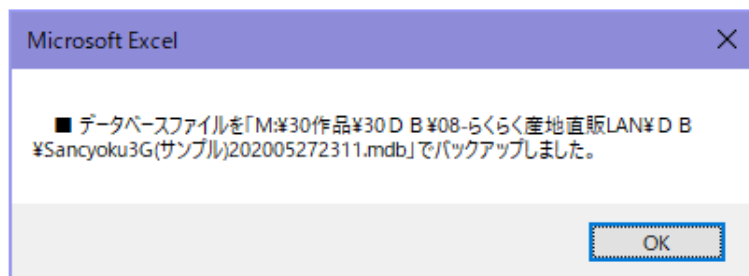 Microsoft Excel
■ データベースファイルを「M:¥30作品¥30ＤＢ¥08-らくらく産地直販LAN¥ＤＢ
¥Sancyoku3G(サンプル)202005272311.mdb」でバックアップしました。
OK